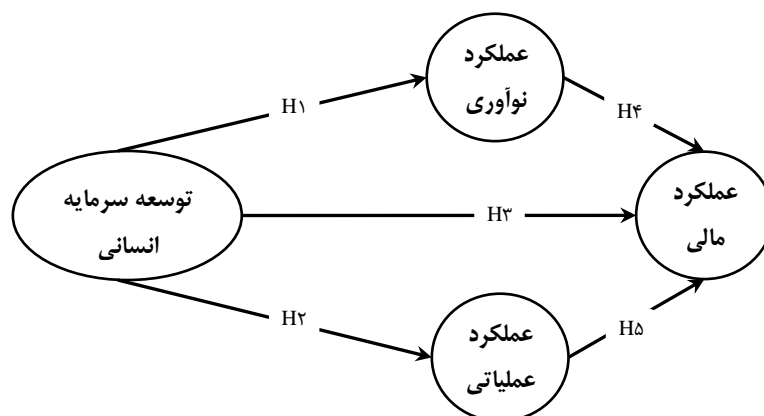 عملکرد
نوآوری
H۱
H۴
توسعه سرمایه
انسانی
H۳
عملکرد
مالی
H۲
H۵
عملکرد
عملیاتی